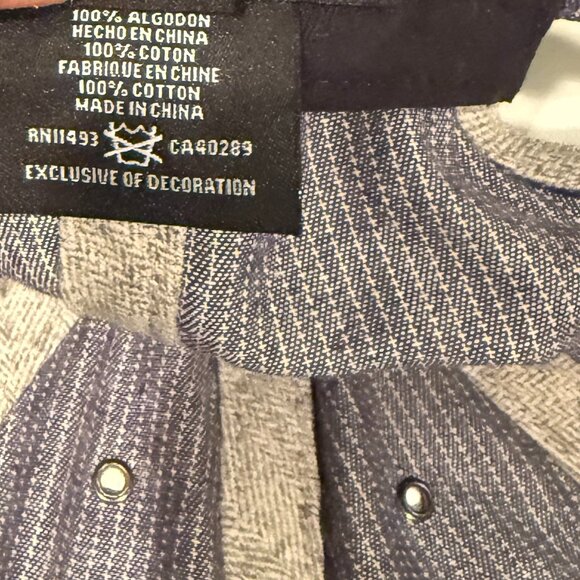 100% ALGODON
HECHO EN CHINA
100% COTON
FABRIQUE EN CHINE
100% COTTON
MADE IN CHINA
RN11493 CA40289
EXCLUSIVE OF DECORATION